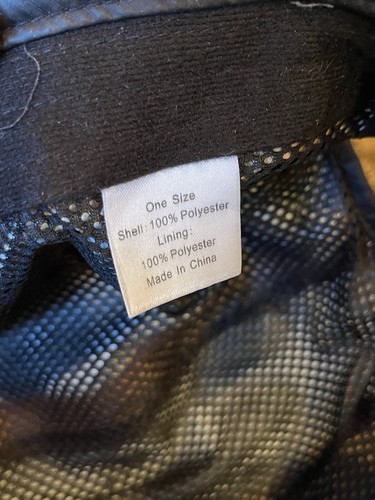 One Size
Shell: 100% Polyester
Lining:
100% Polyester
Made In China